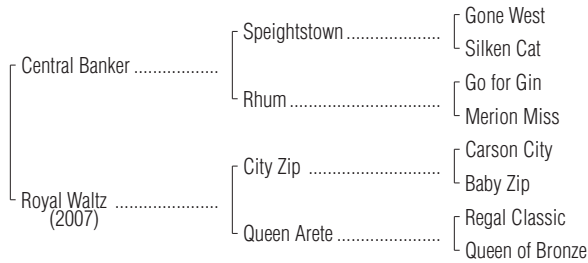 Gone West
Speightstown ....................
Silken Cat
Central Banker ..................
Go for Gin
Rhum ................................
Merion Miss
Carson City
City Zip ............................
Baby Zip
Royal Waltz ......................
(2007)
Regal Classic
Queen Arete ......................
Queen of Bronze